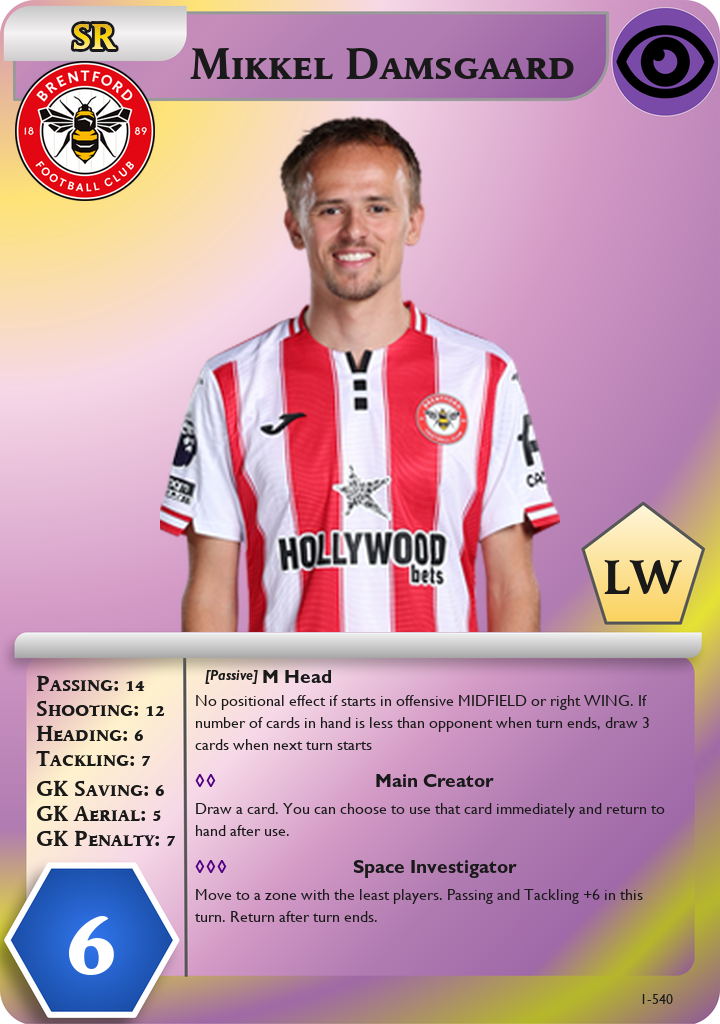 SR
Mikkel Damsgaard
BRENTFORD
18 89
FOOTBALL CLUB
BRENTFORD
HOLLYWOOD
bets
LW
Passing: 14
Shooting: 12
Heading: 6
Tackling: 7
GK Saving: 6
GK Aerial: 5
GK Penalty: 7
6
[Passive] M Head
No positional effect if starts in offensive MIDFIELD or right WING. If
number of cards in hand is less than opponent when turn ends, draw 3
cards when next turn starts
Main Creator
Draw a card. You can choose to use that card immediately and return to
hand after use.
Space Investigator
Move to a zone with the least players. Passing and Tackling +6 in this
turn. Return after turn ends.
1-540